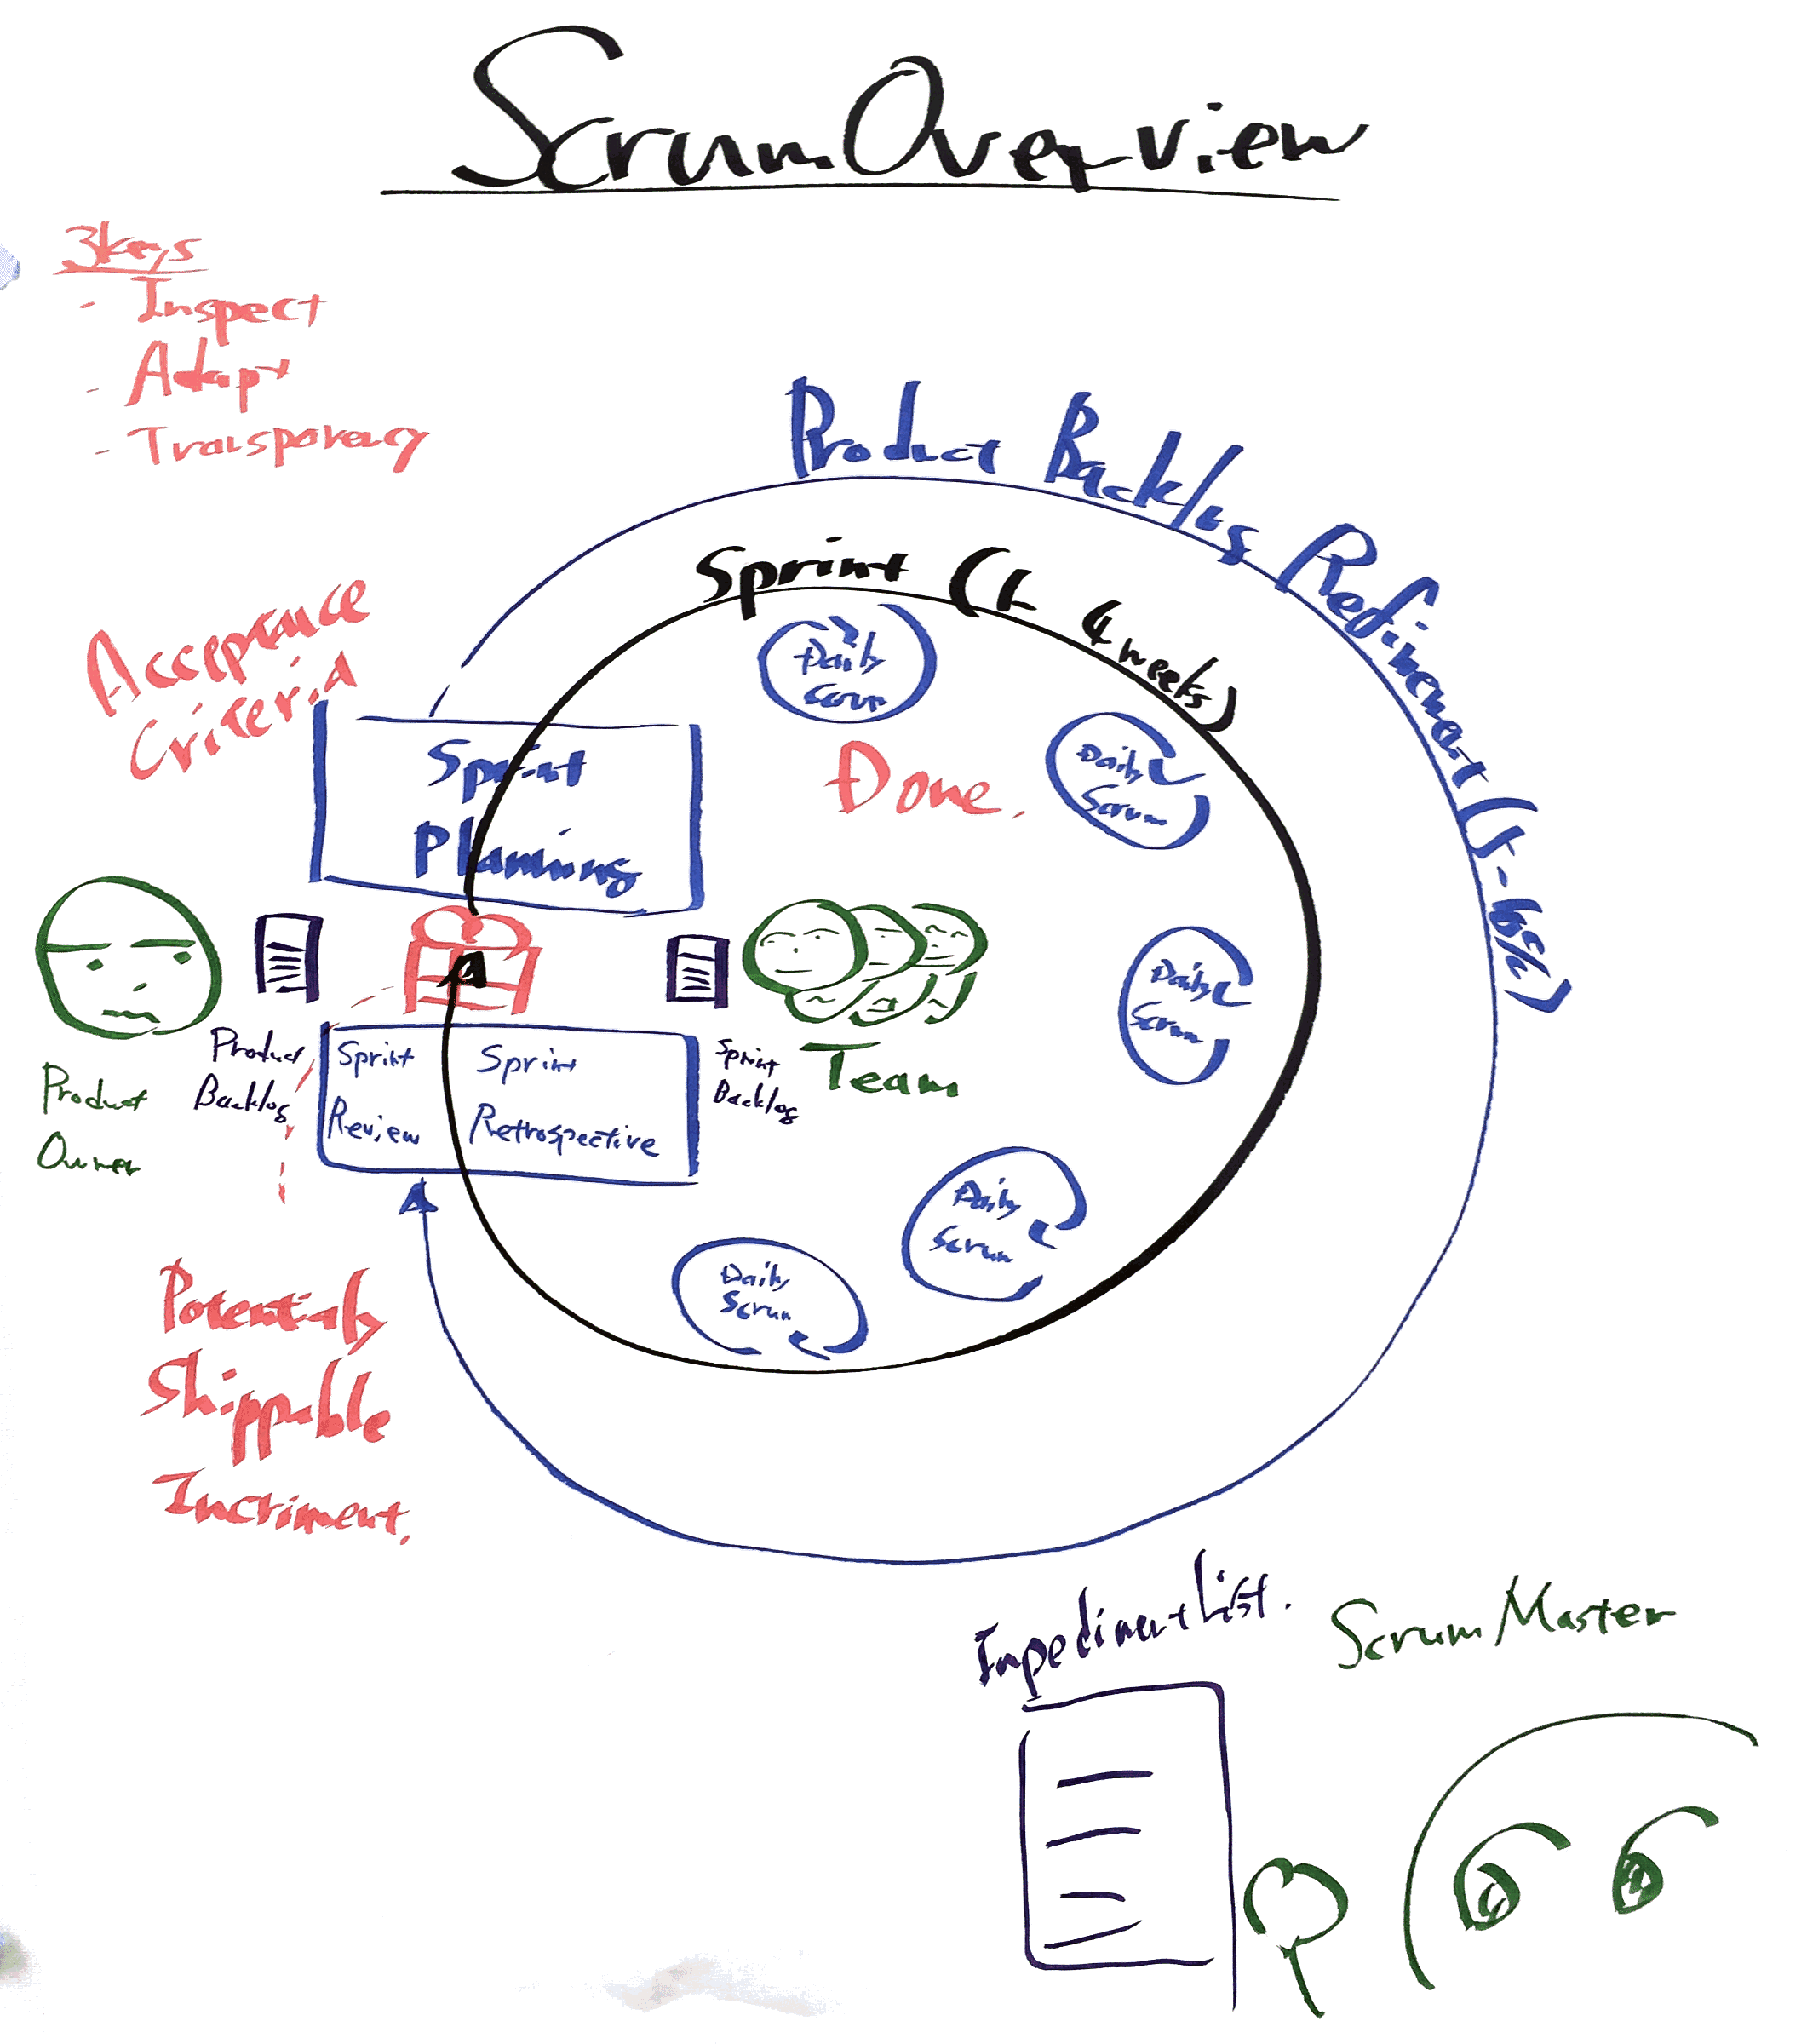 Scrum Overview
3keys
- Inspect
- Adapt
- Transparency
Product Backlog Refinement (5-10%)
Sprint (1-4weeks)
Acceptance
Criteria
Daily
Scrum
Sprint
Planning
Done.
Daily
Scrum
Daily
Scrum
Product
Owner
Product
Backlog
Sprint
Review
Sprint
Retrospective
Sprint
Backlog
Team
Daily
Scrum
Daily
Scrum
Potentialy
Shippable
Incriment.
Impediment List.
Scrum Master